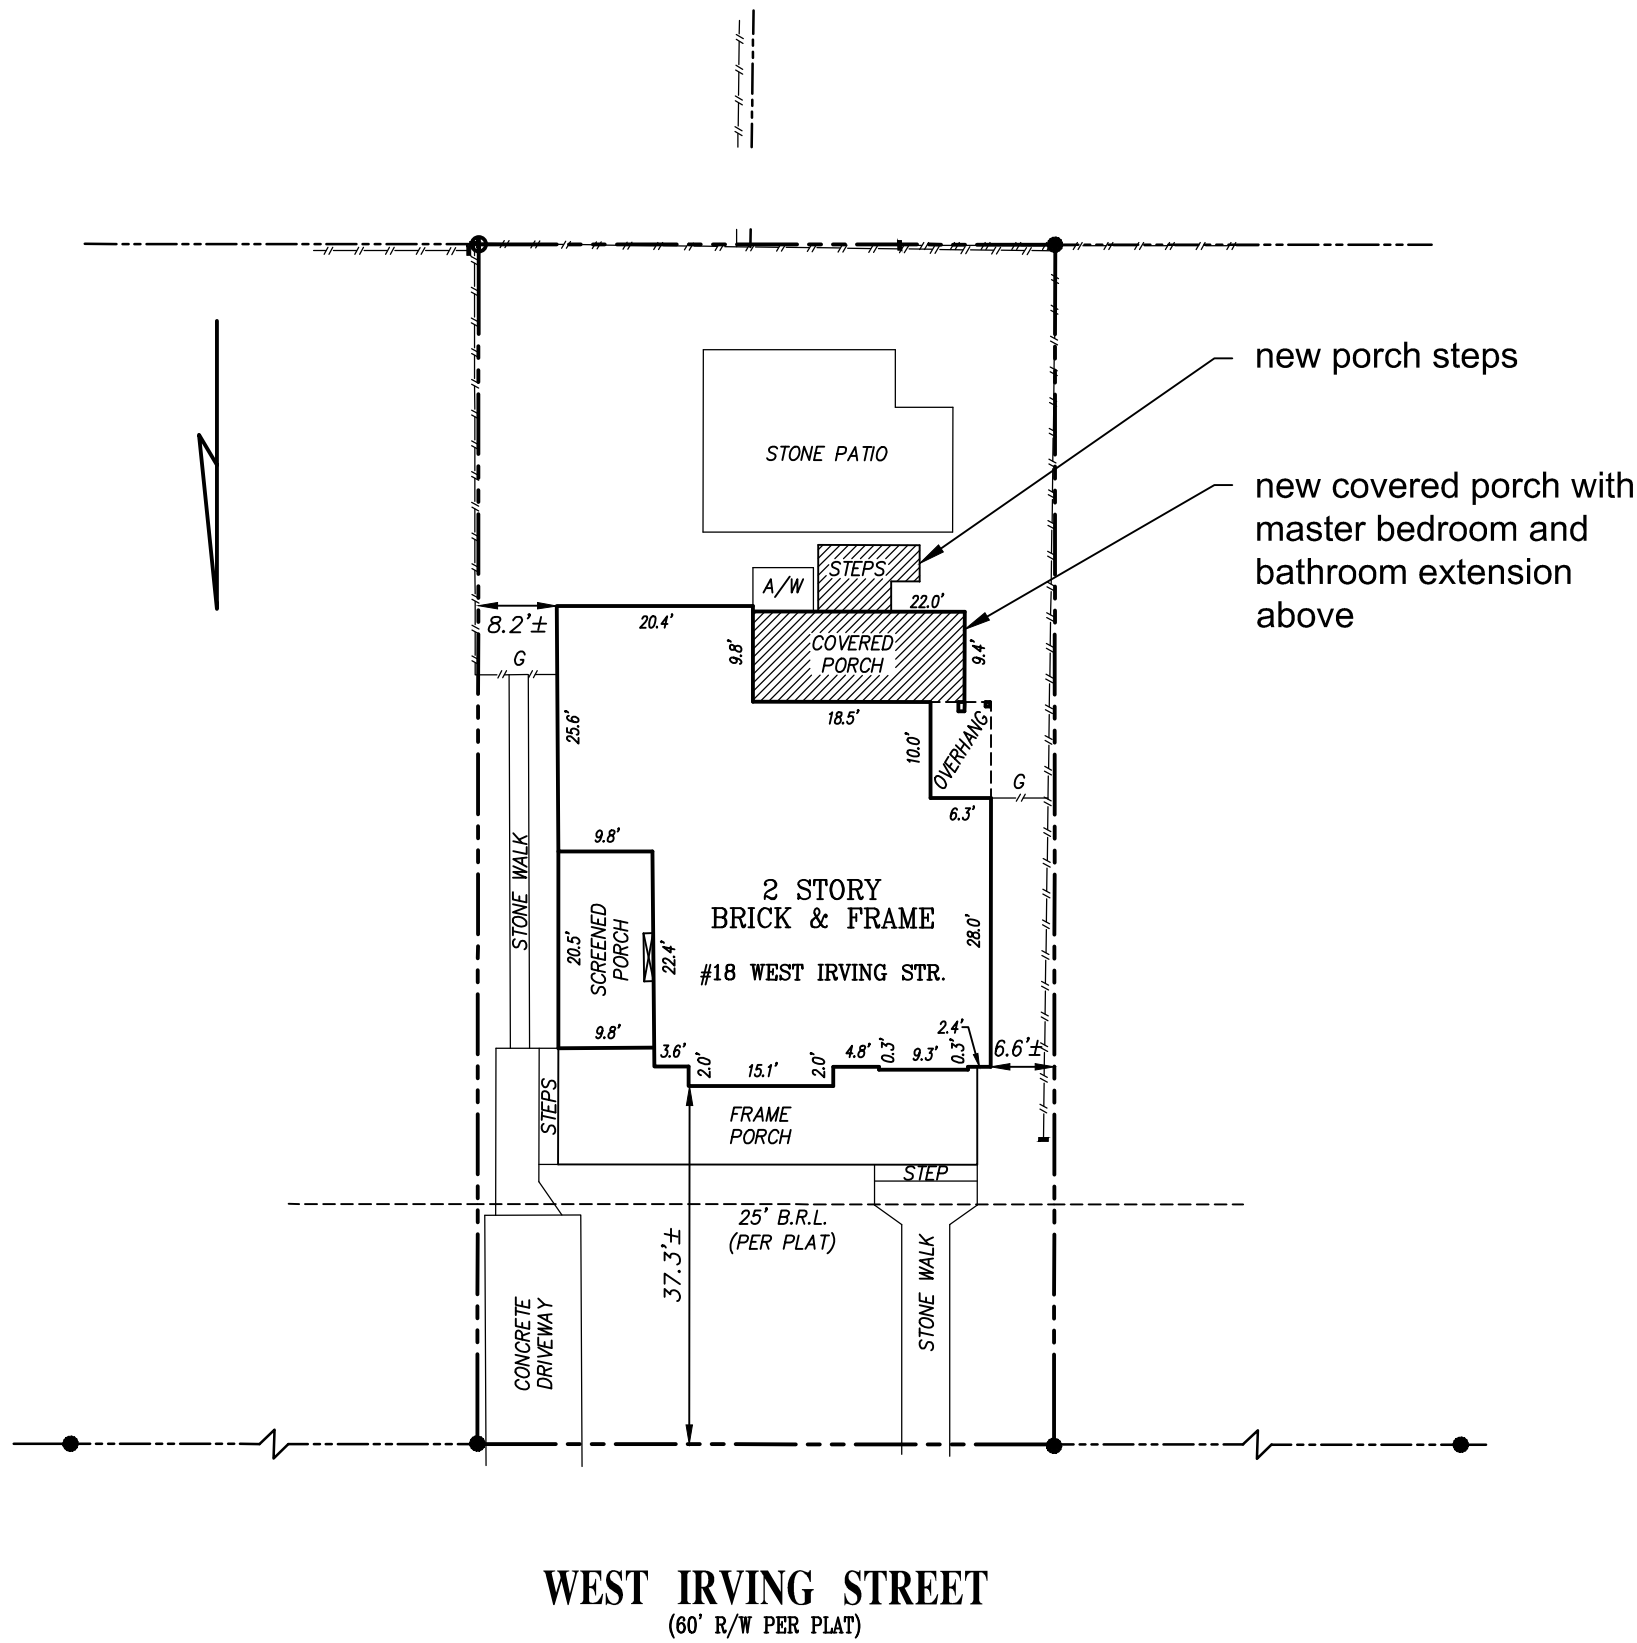 new porch steps
STONE PATIO
new covered porch with
master bedroom and
bathroom extension
above
STEPS
A/W
22.0'
8.2'±
20.4'
COVERED
PORCH
9.8'
9.4'
G
25.6'
18.5'
10.0'
OVERHANG
G
6.3'
9.8'
STONE WALK
2 STORY
BRICK & FRAME
20.5'
SCREENED
PORCH
22.4'
28.0'
#18 WEST IRVING STR.
9.8'
2.4'
3.6'
2.0'
15.1'
2.0'
4.8'
0.3'
9.3'
0.3'
6.6'±
STEPS
FRAME
PORCH
STEP
25' B.R.L.
(PER PLAT)
37.3'±
STONE WALK
CONCRETE
DRIVEWAY
WEST IRVING STREET
(60' R/W PER PLAT)